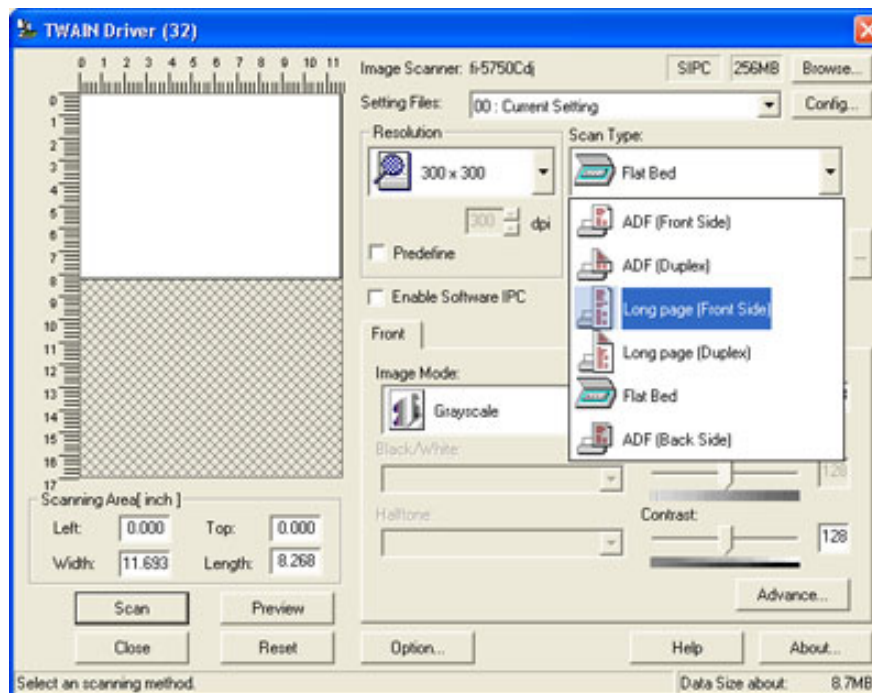 TWAIN Driver (32)
0 1 2 3 4 5 6 7 8 9 10 11
Image Scanner: fi-5750Cdj
SIPC
256MB
Browse...
Setting Files:
00 : Current Setting
Config...
Resolution
300 x 300
300
dpi
Predefine
Scan Type:
Flat Bed
ADF (Front Side)
ADF (Duplex)
Long page (Front Side)
Long page (Duplex)
Flat Bed
ADF (Back Side)
...
Enable Software IPC
Front
Image Mode:
Grayscale
Black/White:
128
Halftone:
Contrast:
128
Advance...
0
1
2
3
4
5
6
7
8
9
10
11
12
13
14
15
16
17
Scanning Area[ inch ]
Left: 0.000 Top: 0.000
Width: 11.693 Length: 8.268
Scan
Preview
Close
Reset
Option...
Help
About...
Select an scanning method.
Data Size about: 8.7MB